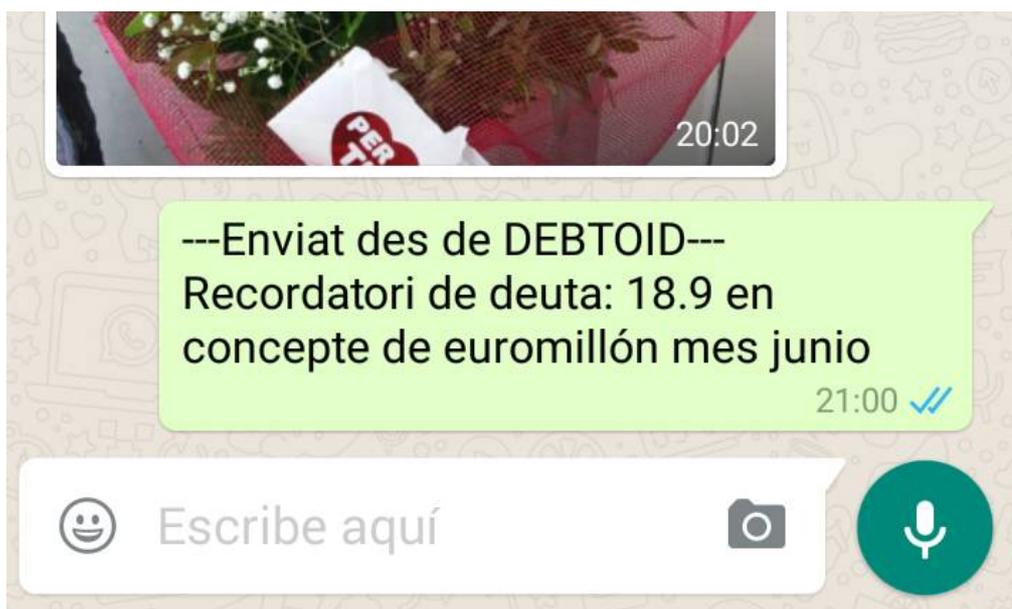 PER
20:02
---Enviat des de DEBTOID---
Recordatori de deuta: 18.9 en
concepte de euromillón mes junio
21:00
Escribe aquí